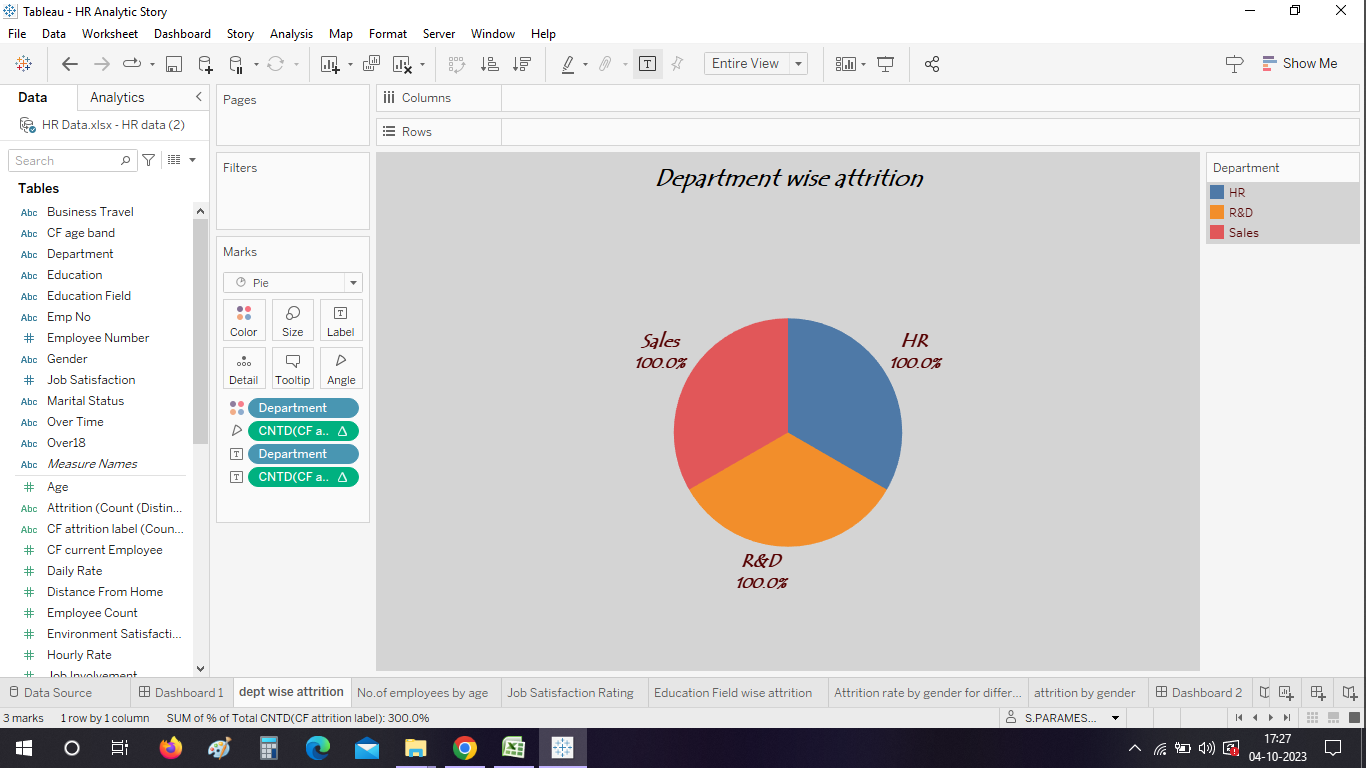 Tableau - HR Analytic Story
File Data Worksheet Dashboard Story Analysis Map Format Server Window Help
Entire View
Show Me
Data Analytics
HR Data.xlsx - HR data (2)
Search
Tables
Abc Business Travel
Abc CF age band
Abc Department
Abc Education
Abc Education Field
Abc Emp No
# Employee Number
Abc Gender
# Job Satisfaction
Abc Marital Status
Abc Over Time
Abc Over18
Abc Measure Names
# Age
Abc Attrition (Count (Distin...
Abc CF attrition label (Coun...
# CF current Employee
# Daily Rate
# Distance From Home
# Employee Count
# Environment Satisfacti...
# Hourly Rate
# Job Involvement
Pages
Filters
Marks
Pie
Color Size Label
Detail Tooltip Angle
Department
CNTD(CF a.. Δ
T Department
T CNTD(CF a.. Δ
Columns
Rows
Department wise attrition
Sales
100.0%
HR
100.0%
R&D
100.0%
Department
HR
R&D
Sales
Data Source Dashboard 1 dept wise attrition No.of employees by age Job Satisfaction Rating Education Field wise attrition Attrition rate by gender for differ... attrition by gender Dashboard 2
3 marks 1 row by 1 column SUM of % of Total CNTD(CF attrition label): 300.0% S.PARAMES...
17:27
04-10-2023